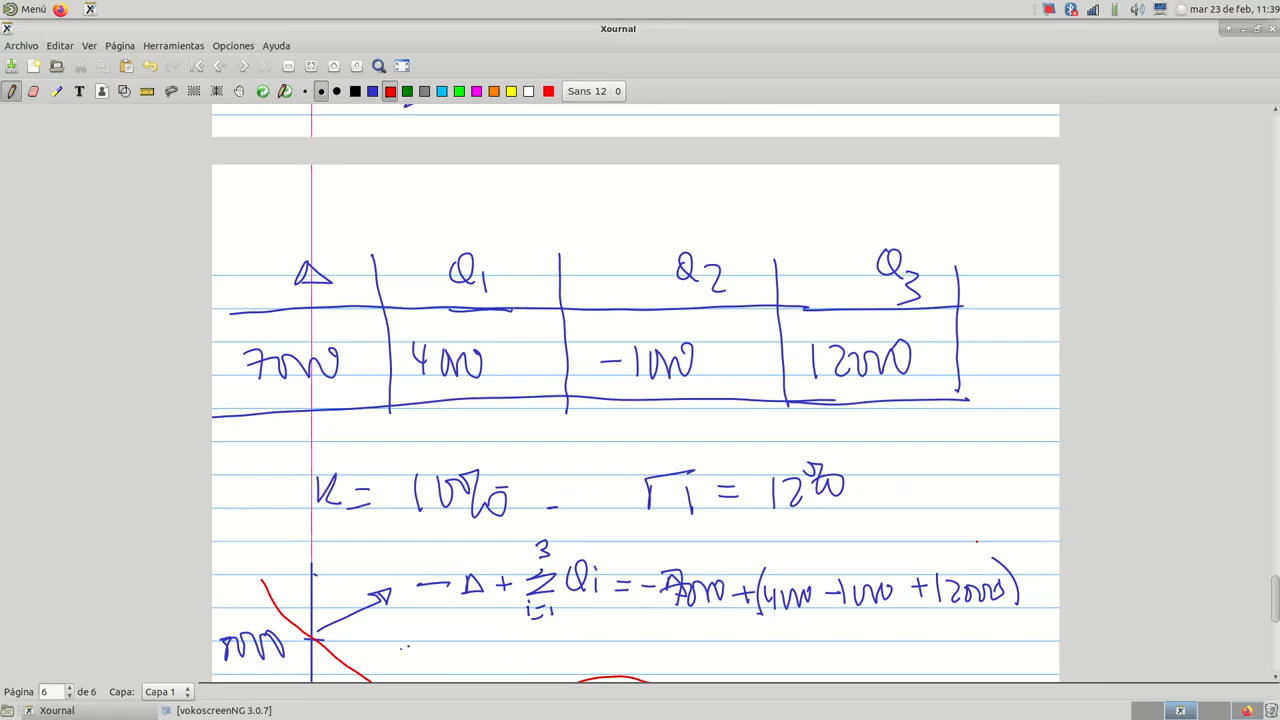 Menú
mar 23 de feb, 11:39
Xournal
Archivo Editar Ver Página Herramientas Opciones Ayuda
T
Sans 12 0
Δ Q1 Q2 Q3
7000 4000 -1000 12000
K = 10%
= 12%
- Δ + 3 Σ i=1 Qi = -7000 + (4000 - 1000 + 12000)
Página 6 de 6 Capa: Capa 1
Xournal [vokoscreenNG 3.0.7]